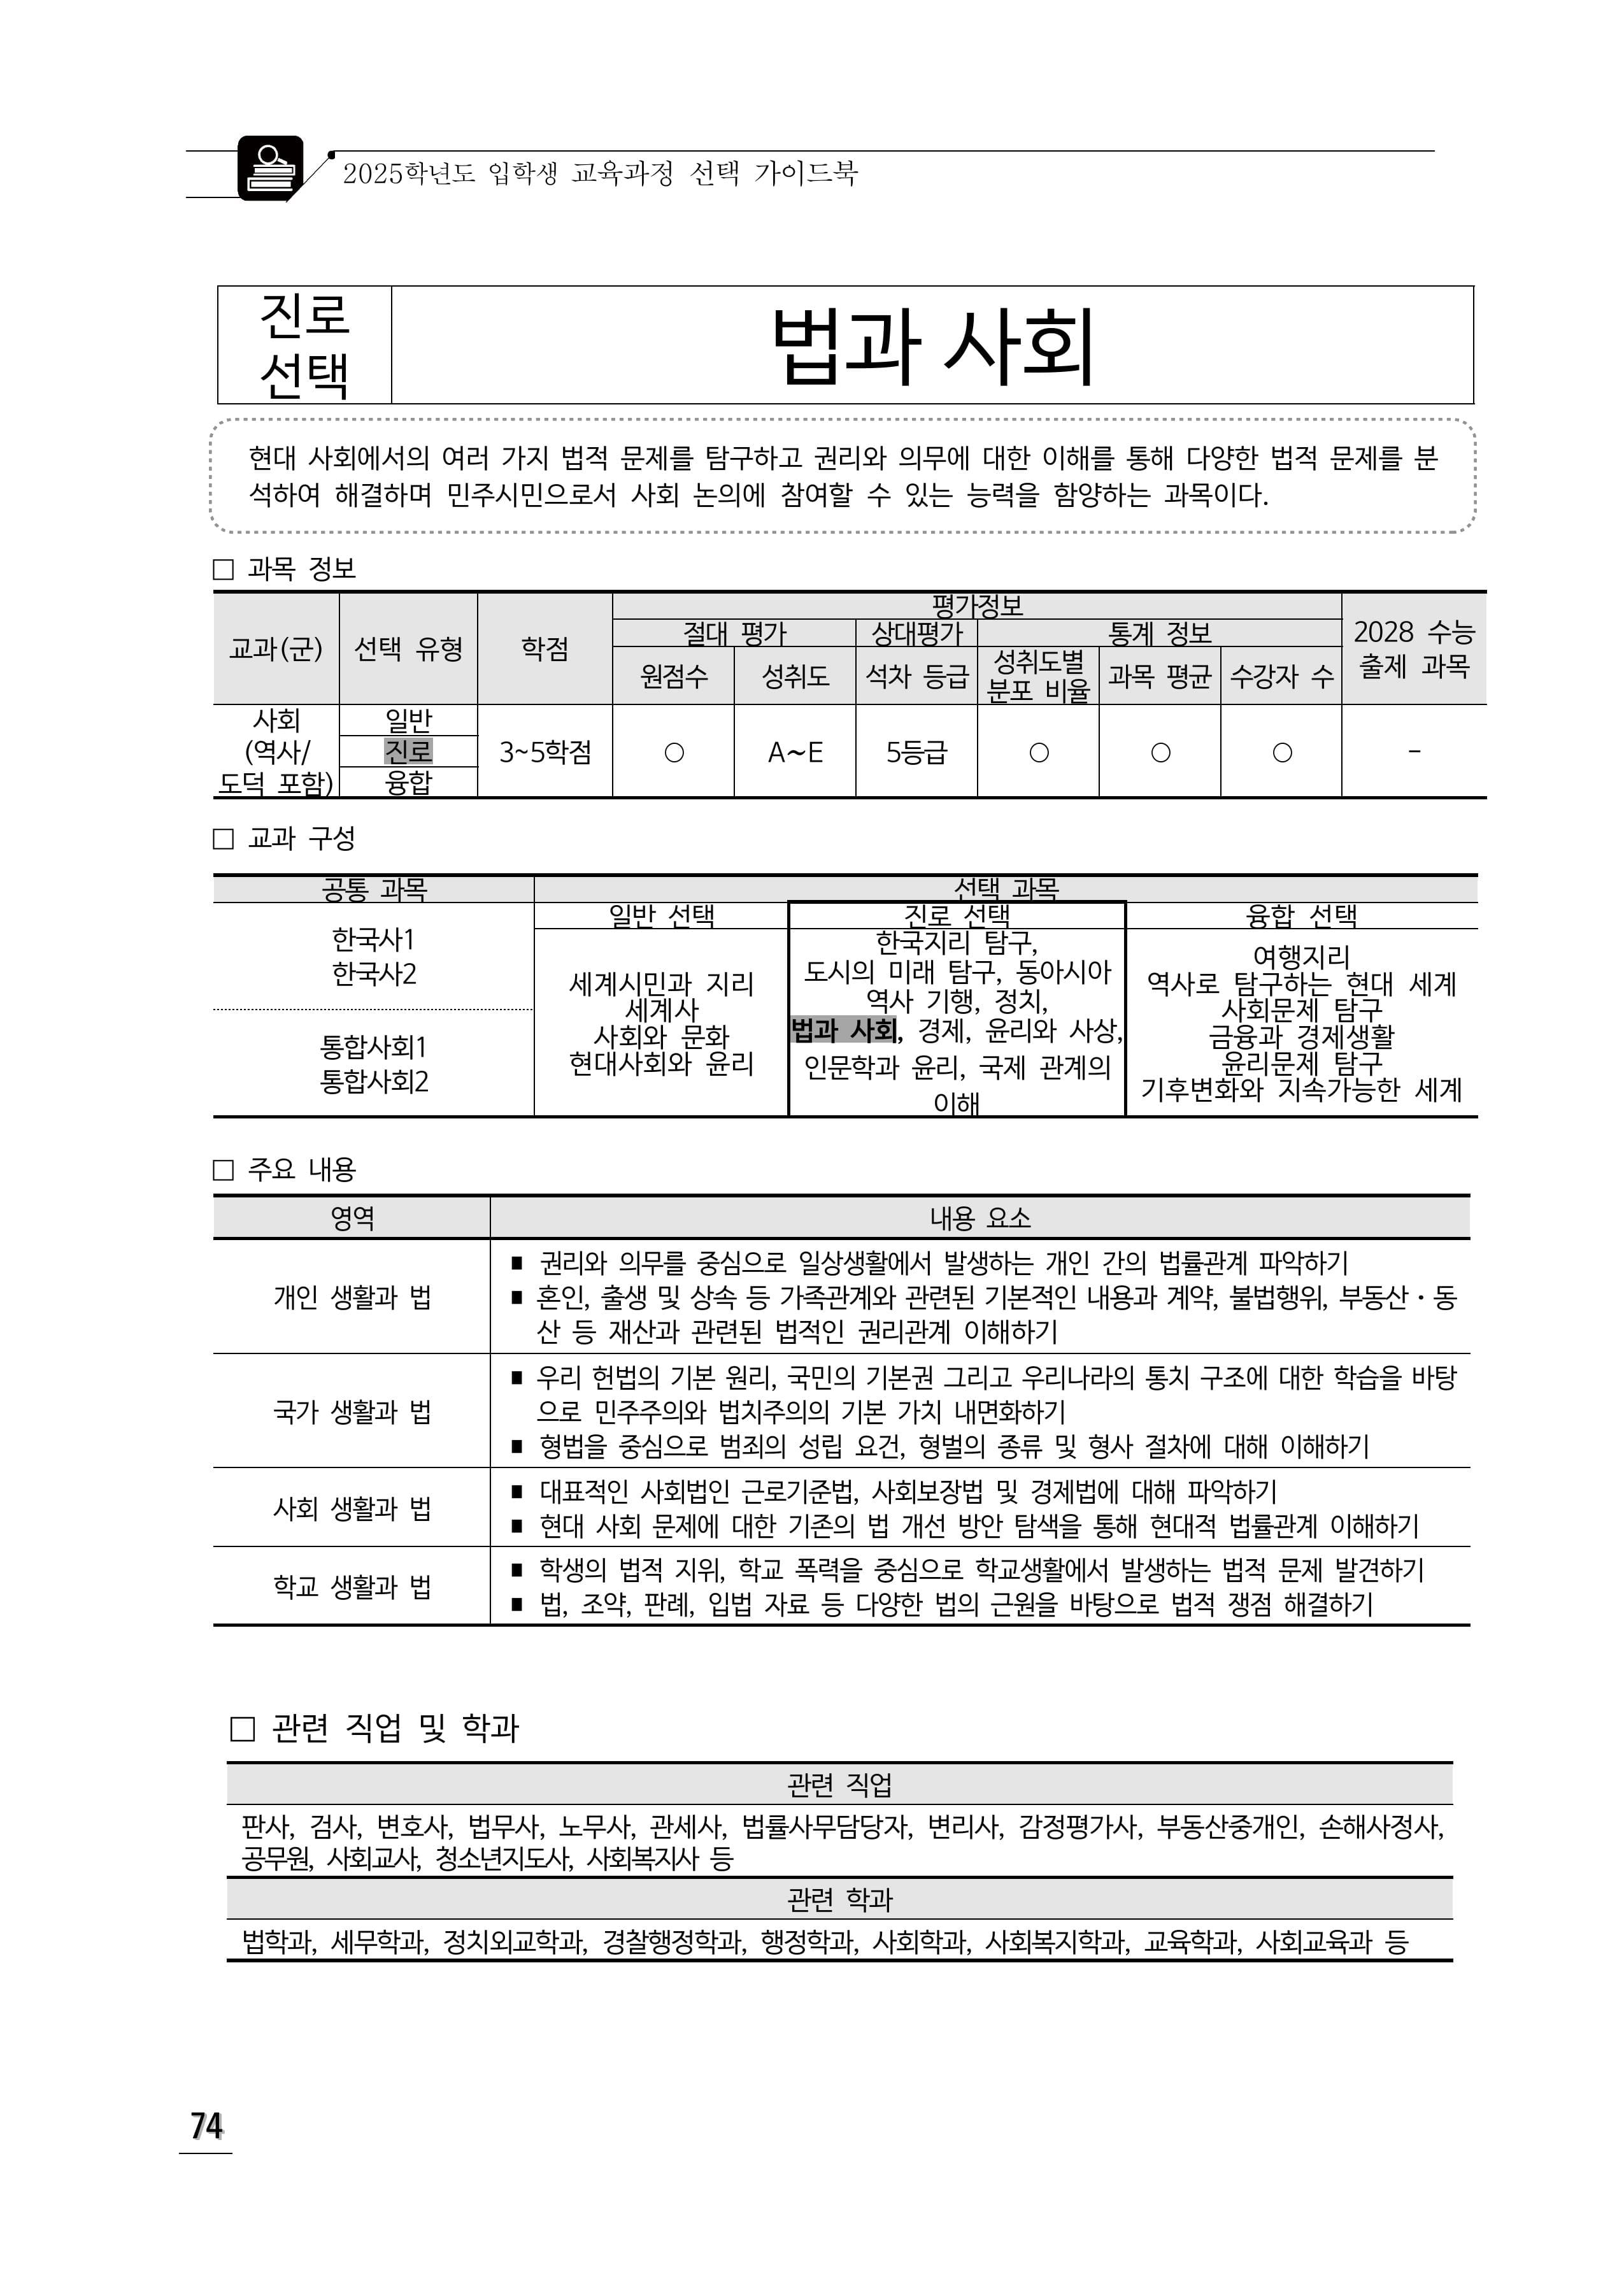 2025학년도 입학생 교육과정 선택 가이드북
진로
선택
법과 사회
현대 사회에서의 여러 가지 법적 문제를 탐구하고 권리와 의무에 대한 이해를 통해 다양한 법적 문제를 분
석하여 해결하며 민주시민으로서 사회 논의에 참여할 수 있는 능력을 함양하는 과목이다.
□ 과목 정보
교과(군) 선택 유형 학점 평가정보 2028 수능 출제 과목
절대 평가 상대평가 통계 정보
원점수 성취도 석차 등급 성취도별 분포 비율 과목 평균 수강자 수
사회
(역사/
도덕 포함)
일반
진로
융합
3~5학점 ○ A~E 5등급 ○ ○ ○ -
□ 교과 구성
공통 과목 선택 과목
일반 선택 진로 선택 융합 선택
한국사1
한국사2
통합사회1
통합사회2
세계시민과 지리
세계사
사회와 문화
현대사회와 윤리
한국지리 탐구,
도시의 미래 탐구, 동아시아
역사 기행, 정치,
법과 사회, 경제, 윤리와 사상,
인문학과 윤리, 국제 관계의
이해
여행지리
역사로 탐구하는 현대 세계
사회문제 탐구
금융과 경제생활
윤리문제 탐구
기후변화와 지속가능한 세계
□ 주요 내용
영역 내용 요소
개인 생활과 법
■ 권리와 의무를 중심으로 일상생활에서 발생하는 개인 간의 법률관계 파악하기
■ 혼인, 출생 및 상속 등 가족관계와 관련된 기본적인 내용과 계약, 불법행위, 부동산·동
산 등 재산과 관련된 법적인 권리관계 이해하기
국가 생활과 법
■ 우리 헌법의 기본 원리, 국민의 기본권 그리고 우리나라의 통치 구조에 대한 학습을 바탕
으로 민주주의와 법치주의의 기본 가치 내면화하기
■ 형법을 중심으로 범죄의 성립 요건, 형벌의 종류 및 형사 절차에 대해 이해하기
사회 생활과 법
■ 대표적인 사회법인 근로기준법, 사회보장법 및 경제법에 대해 파악하기
■ 현대 사회 문제에 대한 기존의 법 개선 방안 탐색을 통해 현대적 법률관계 이해하기
학교 생활과 법
■ 학생의 법적 지위, 학교 폭력을 중심으로 학교생활에서 발생하는 법적 문제 발견하기
■ 법, 조약, 판례, 입법 자료 등 다양한 법의 근원을 바탕으로 법적 쟁점 해결하기
□ 관련 직업 및 학과
관련 직업
판사, 검사, 변호사, 법무사, 노무사, 관세사, 법률사무담당자, 변리사, 감정평가사, 부동산중개인, 손해사정사,
공무원, 사회교사, 청소년지도사, 사회복지사 등
관련 학과
법학과, 세무학과, 정치외교학과, 경찰행정학과, 행정학과, 사회학과, 사회복지학과, 교육학과, 사회교육과 등
74